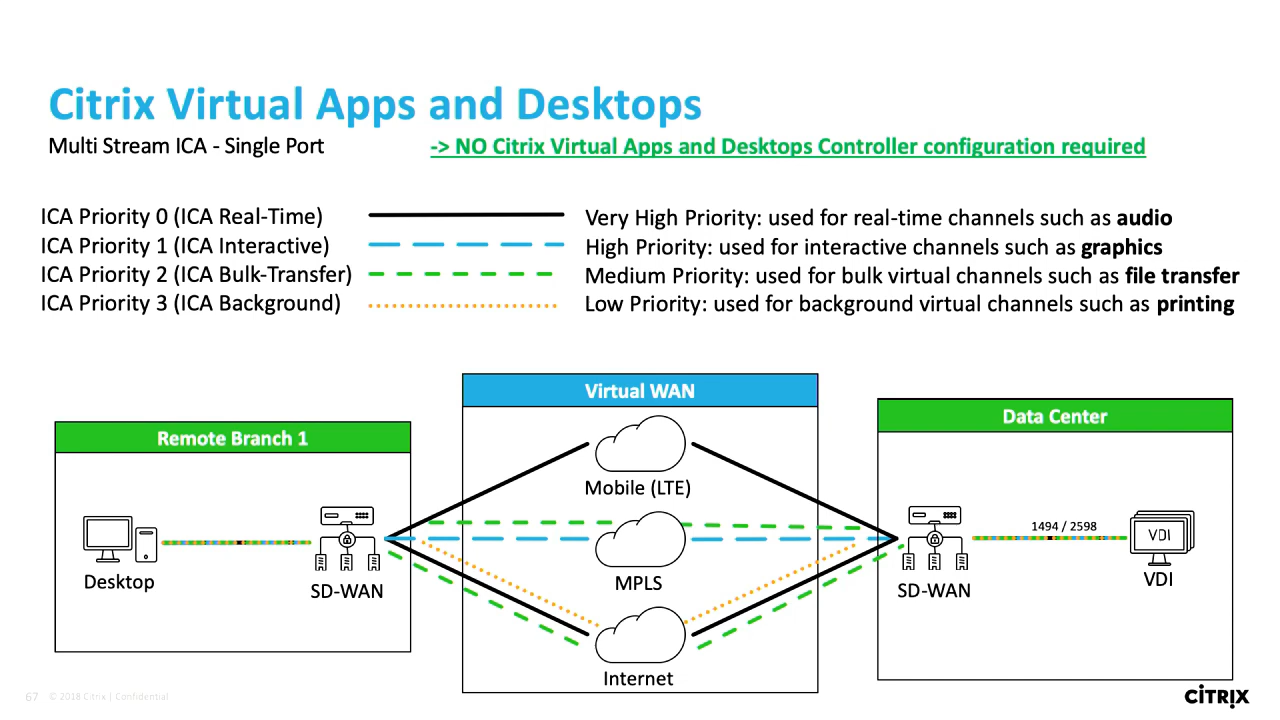 Citrix Virtual Apps and Desktops
Multi Stream ICA - Single Port
-> NO Citrix Virtual Apps and Desktops Controller configuration required
ICA Priority 0 (ICA Real-Time)
Very High Priority: used for real-time channels such as audio
ICA Priority 1 (ICA Interactive)
High Priority: used for interactive channels such as graphics
ICA Priority 2 (ICA Bulk-Transfer)
Medium Priority: used for bulk virtual channels such as file transfer
ICA Priority 3 (ICA Background)
Low Priority: used for background virtual channels such as printing
Remote Branch 1
Desktop
SD-WAN
Virtual WAN
Mobile (LTE)
MPLS
Internet
Data Center
SD-WAN
1494 / 2598
VDI
VDI
67 © 2018 Citrix | Confidential
CITRIX